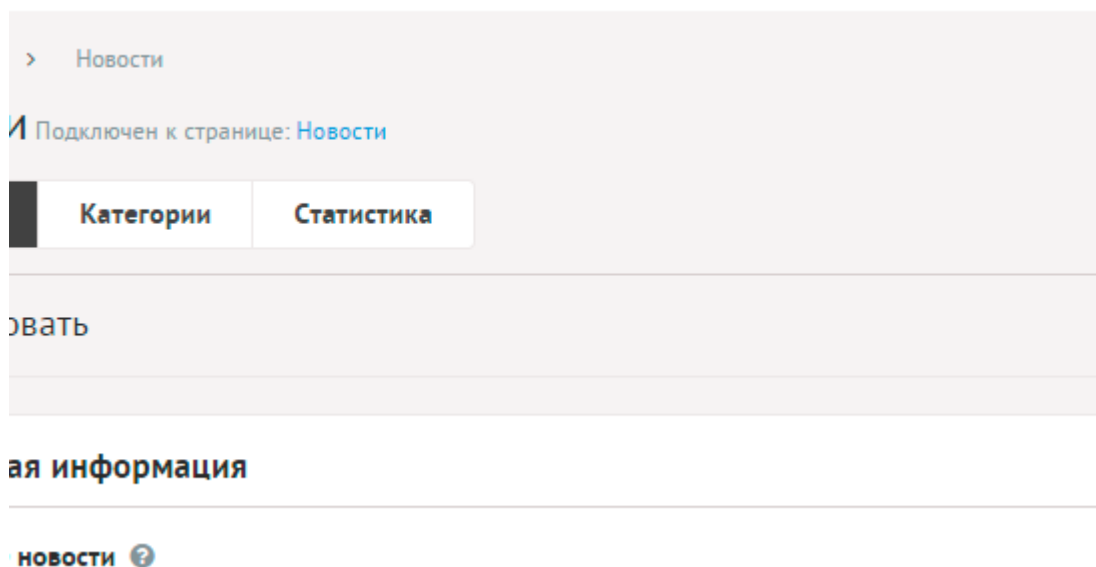 > Новости
И Подключен к странице: Новости
Категории Статистика
овать
ая информация
новости ?